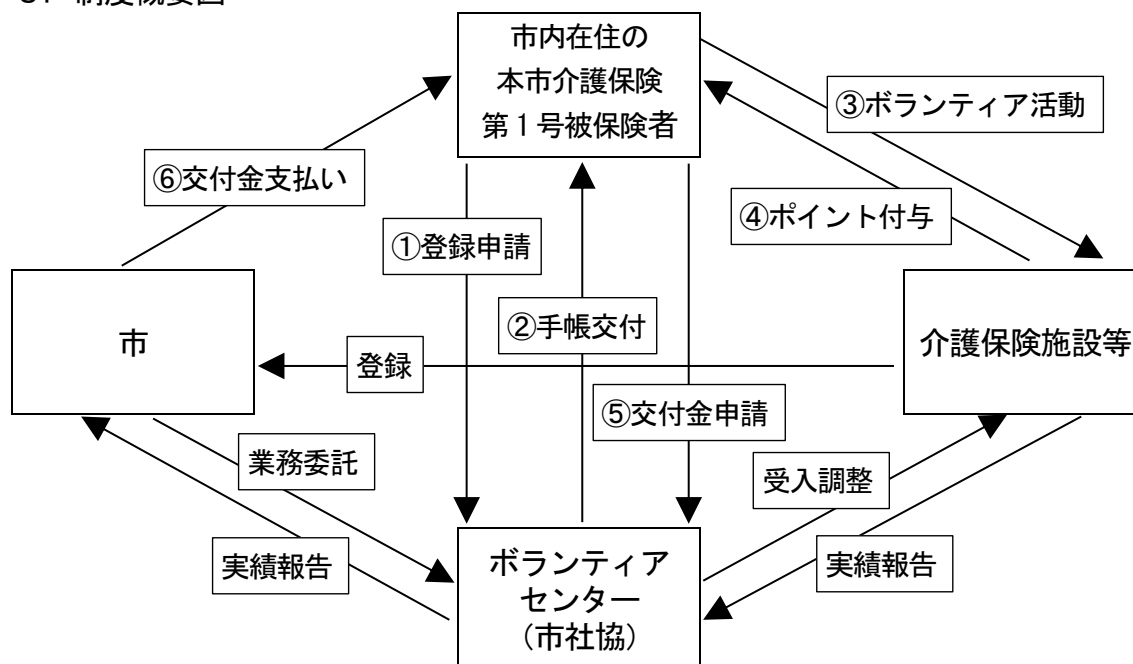 制度概要図
市内在住の
本市介護保険
第1号被保険者
③ボランティア活動
⑥交付金支払い
④ポイント付与
①登録申請
②手帳交付
市
登録
介護保険施設等
⑤交付金申請
業務委託
受入調整
実績報告
ボランティア
センター
(市社協)
実績報告